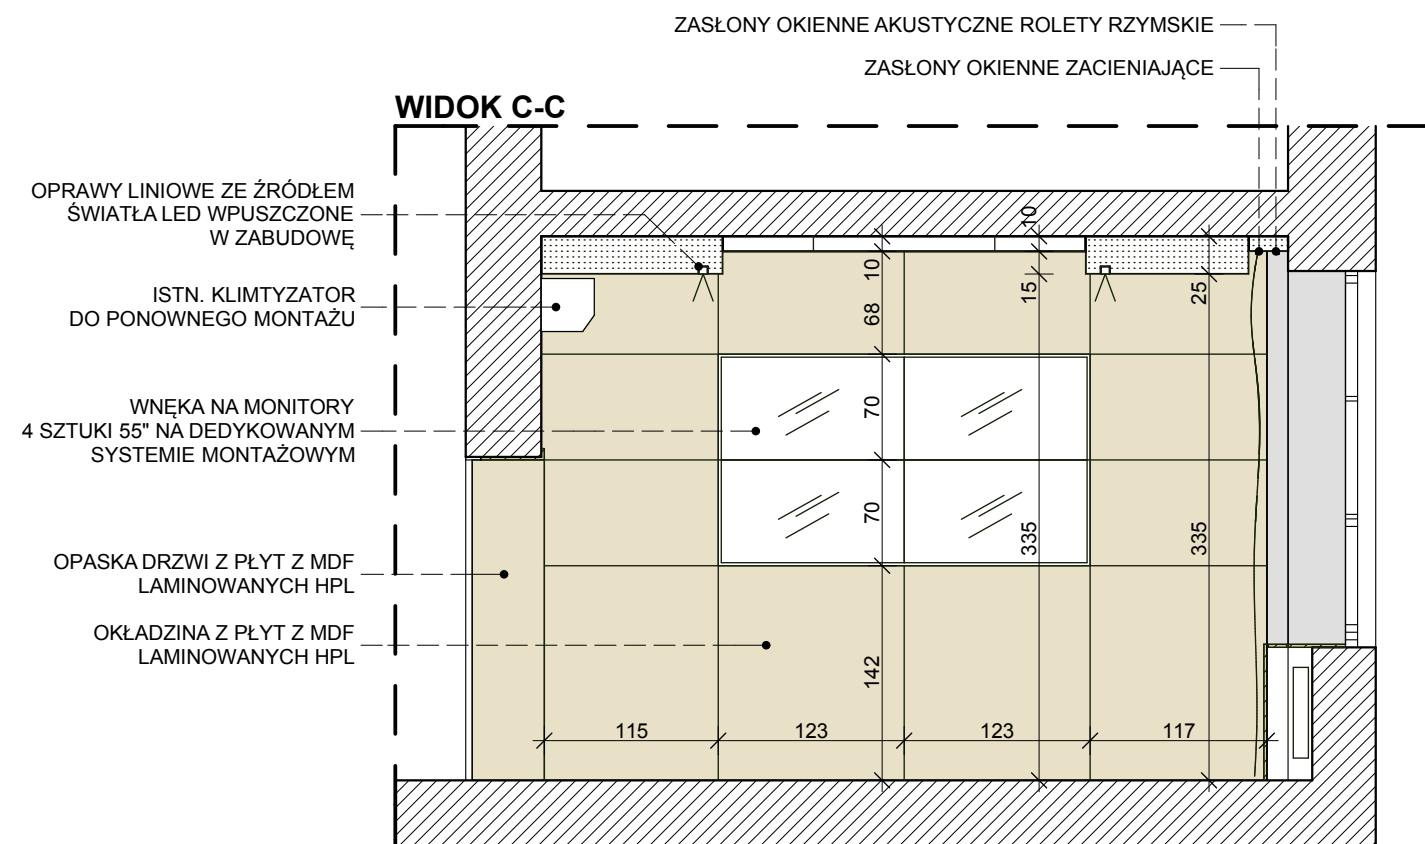 ZASŁONY OKIENNE AKUSTYCZNE ROLETY RZYMSKIE
ZASŁONY OKIENNE ZACIENIAJĄCE
WIDOK C-C
OPRAWY LINIOWE ZE ŹRÓDŁEM
ŚWIATŁA LED WPUSZCZONE
W ZABUDOWĘ
ISTN. KLIMTYZATOR
DO PONOWNEGO MONTAŻU
WNĘKA NA MONITORY
4 SZTUKI 55" NA DEDYKOWANYM
SYSTEMIE MONTAŻOWYM
OPASKA DRZWI Z PŁYT Z MDF
LAMINOWANYCH HPL
OKŁADZINA Z PŁYT Z MDF
LAMINOWANYCH HPL
10
68
70
70
142
10
15
335
25
335
115
123
123
117